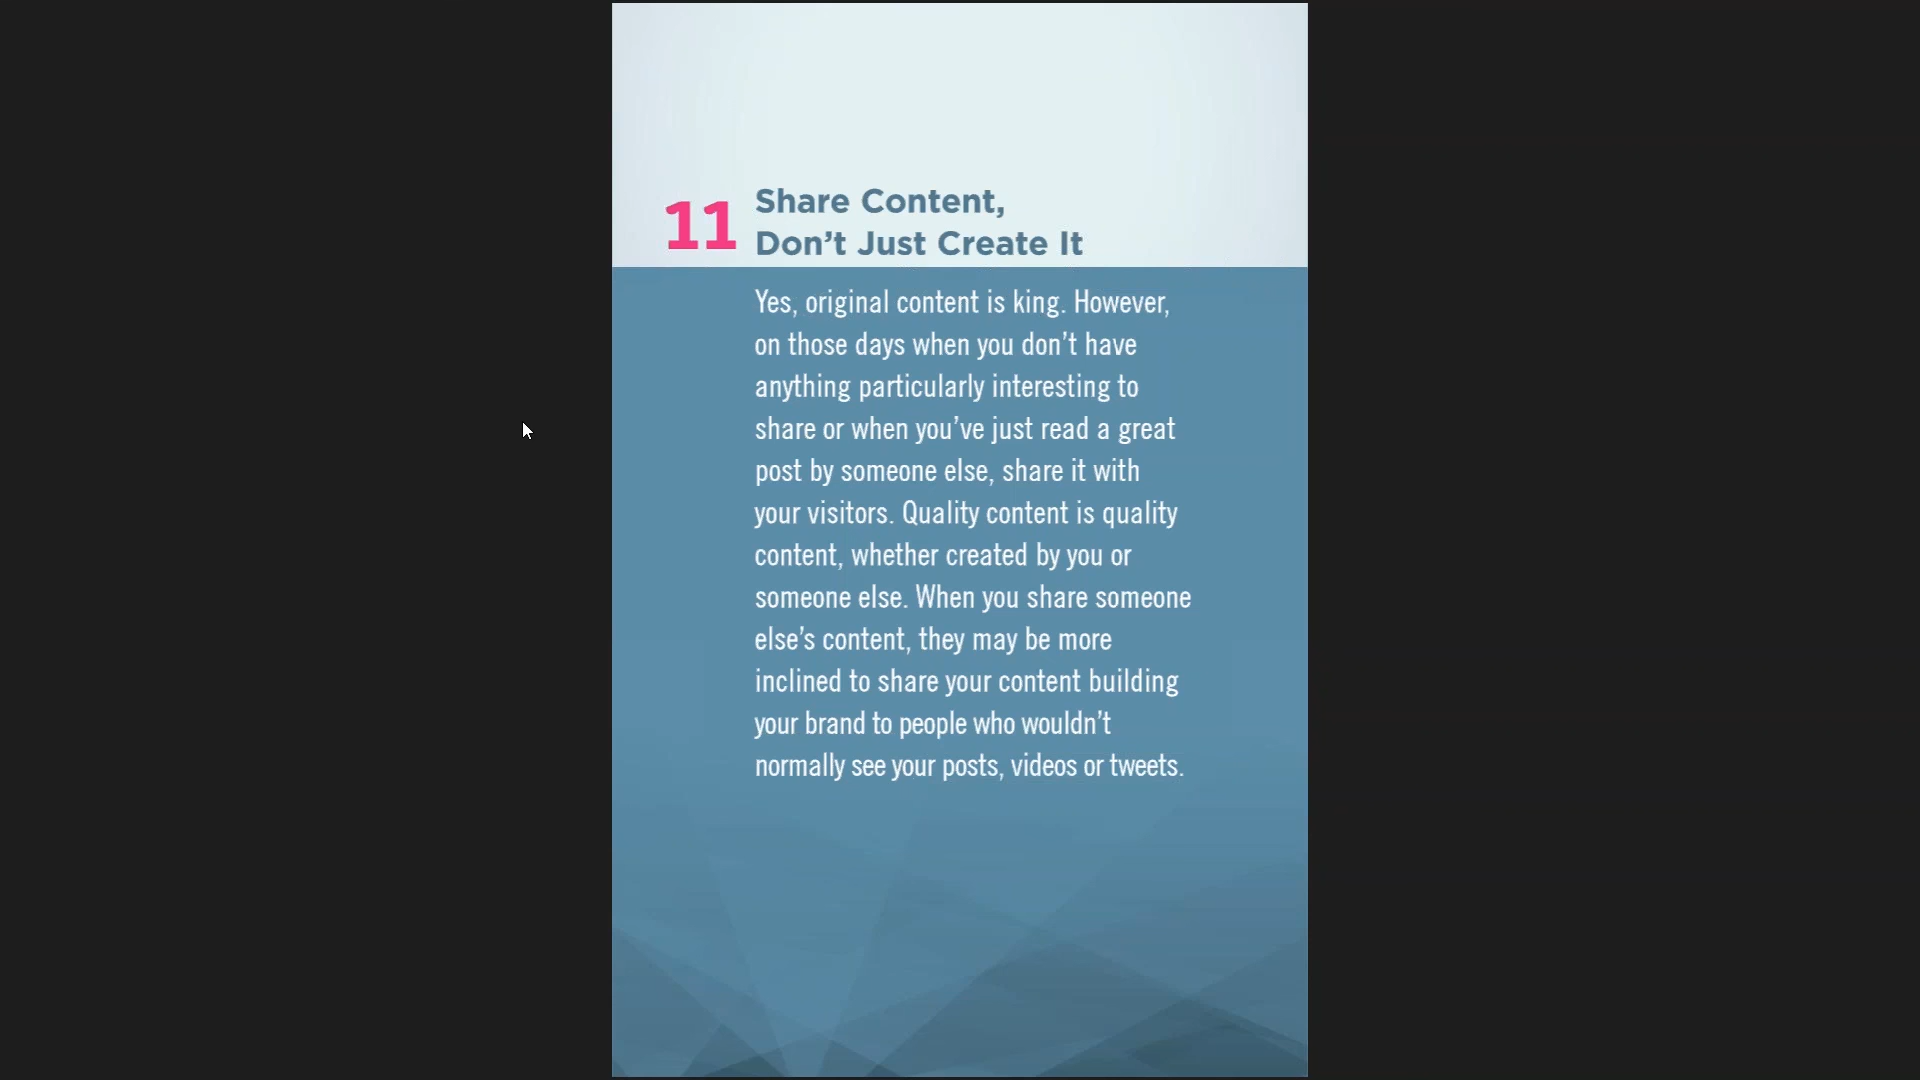 11
Share Content,
Don’t Just Create It
Yes, original content is king. However,
on those days when you don’t have
anything particularly interesting to
share or when you’ve just read a great
post by someone else, share it with
your visitors. Quality content is quality
content, whether created by you or
someone else. When you share someone
else’s content, they may be more
inclined to share your content building
your brand to people who wouldn’t
normally see your posts, videos or tweets.